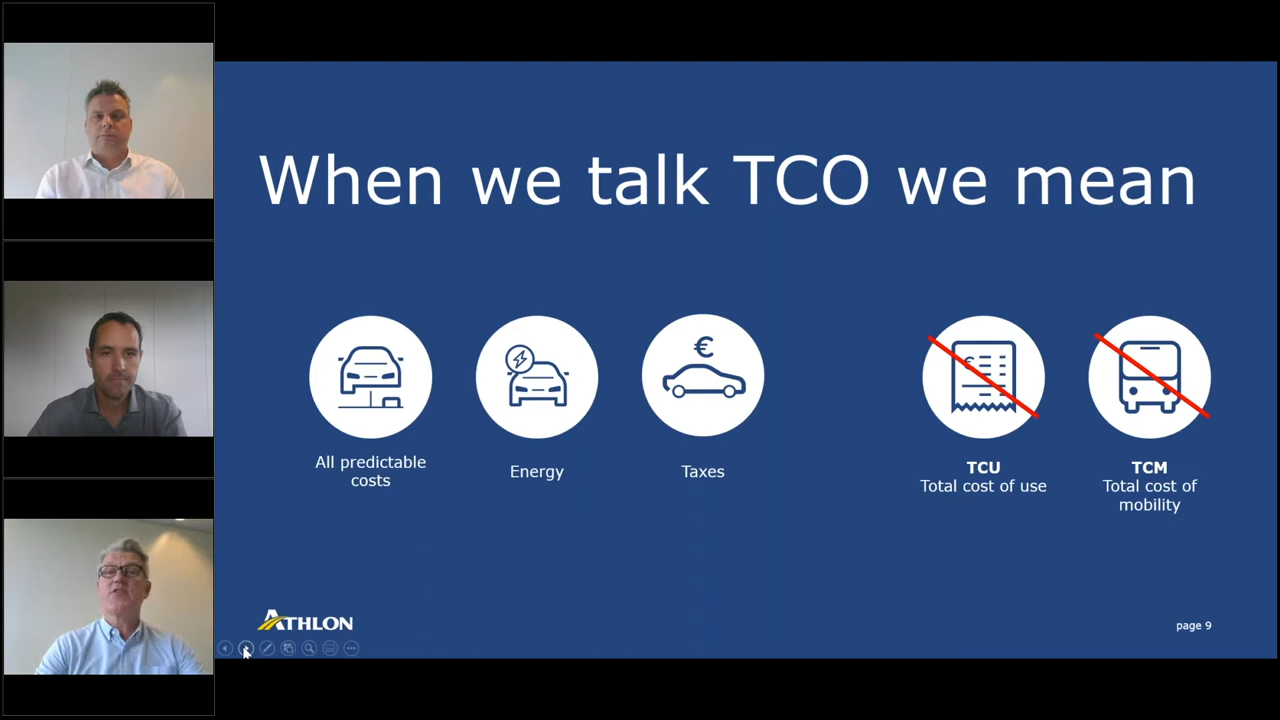 When we talk TCO we mean
€
€
All predictable
costs
Energy
Taxes
TCU
Total cost of use
TCM
Total cost of
mobility
ATHLON
page 9